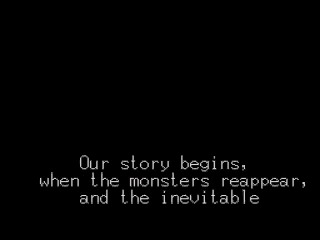 Our story begins,
when the monsters reappear,
and the inevitable